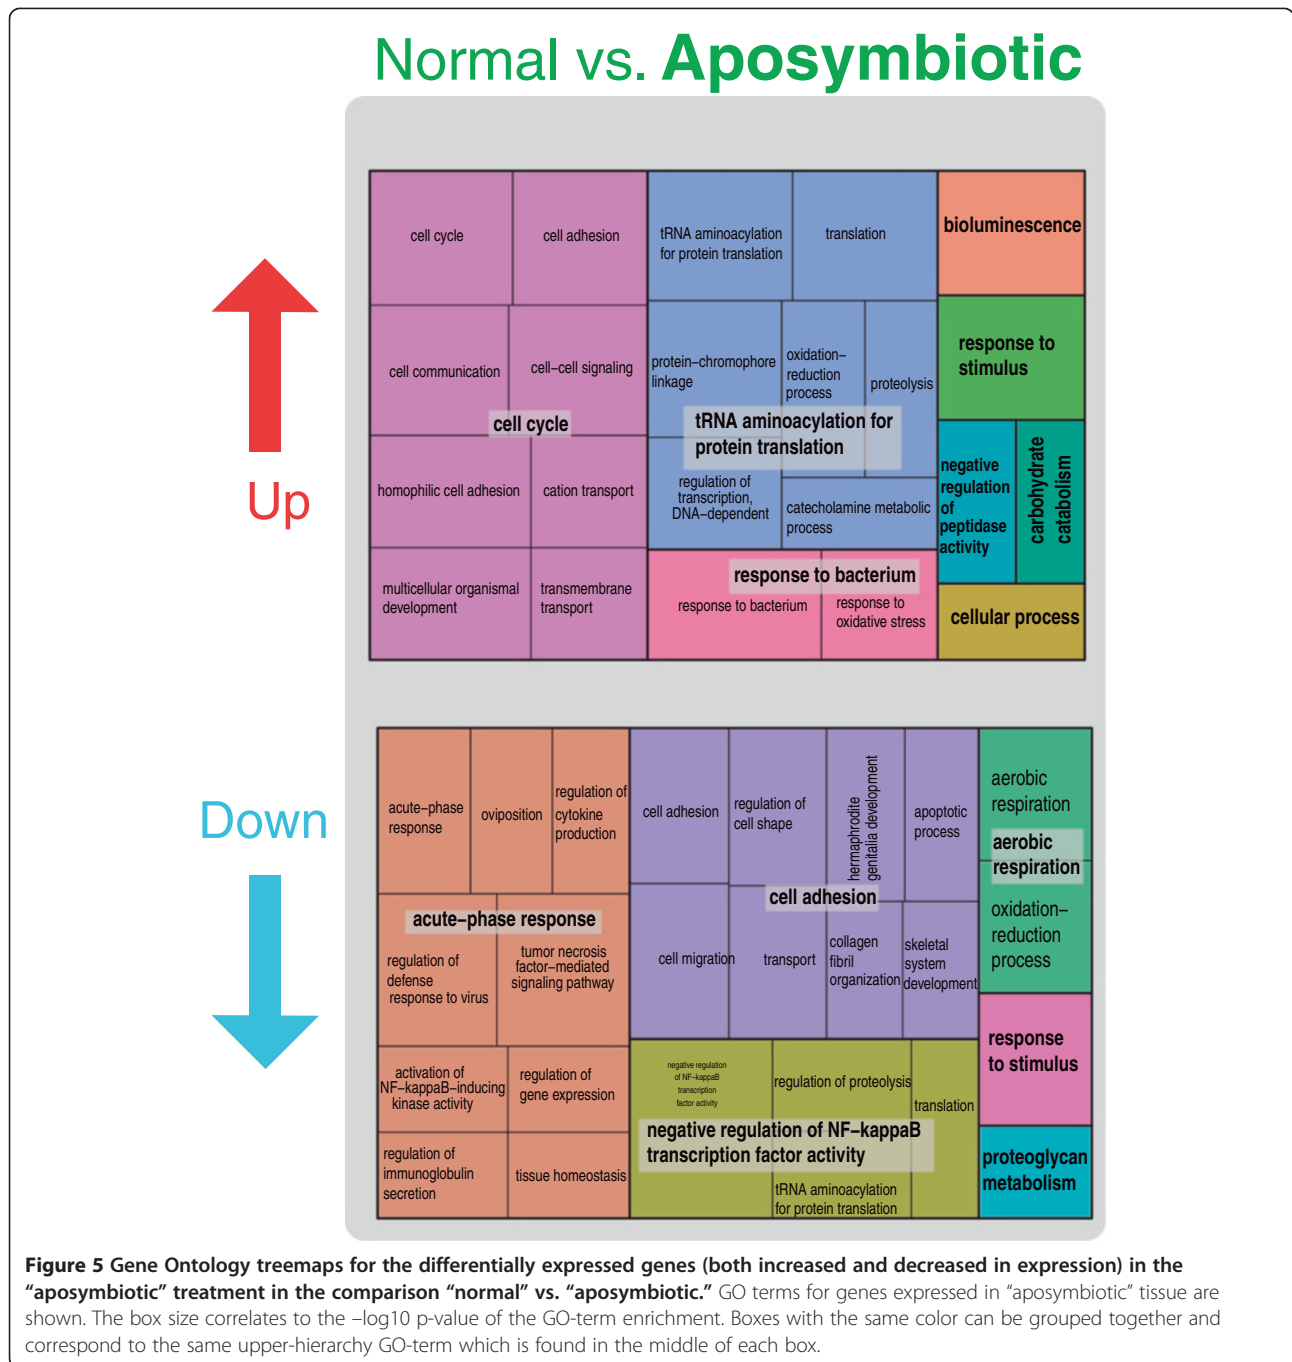 Normal vs. Aposymbiotic
Up
cell cycle
cell adhesion
cell communication
cell–cell signaling
cell cycle
homophilic cell adhesion
cation transport
multicellular organismal
development
transmembrane
transport
tRNA aminoacylation
for protein translation
translation
protein–chromophore
linkage
oxidation–
reduction
process
proteolysis
tRNA aminoacylation for
protein translation
regulation of
transcription,
DNA–dependent
catecholamine metabolic
process
response to bacterium
response to bacterium
response to
oxidative stress
bioluminescence
response to
stimulus
negative
regulation
of
peptidase
activity
carbohydrate
catabolism
cellular process
Down
acute–phase
response
oviposition
regulation of
cytokine
production
acute–phase response
regulation of
defense
response to virus
tumor necrosis
factor–mediated
signaling pathway
activation of
NF–kappaB–inducing
kinase activity
regulation of
gene expression
regulation of
immunoglobulin
secretion
tissue homeostasis
cell adhesion
regulation of
cell shape
hermaphrodite
genitalia development
apoptotic
process
cell adhesion
cell migration
transport
collagen
fibril
organization
skeletal
system
development
negative regulation
of NF–kappaB
transcription
factor activity
regulation of proteolysis
translation
negative regulation of NF–kappaB
transcription factor activity
tRNA aminoacylation
for protein translation
aerobic
respiration
aerobic
respiration
oxidation–
reduction
process
response
to stimulus
proteoglycan
metabolism
Figure 5 Gene Ontology treemaps for the differentially expressed genes (both increased and decreased in expression) in the
“aposymbiotic” treatment in the comparison “normal” vs. “aposymbiotic.” GO terms for genes expressed in “aposymbiotic” tissue are
shown. The box size correlates to the –log10 p-value of the GO-term enrichment. Boxes with the same color can be grouped together and
correspond to the same upper-hierarchy GO-term which is found in the middle of each box.